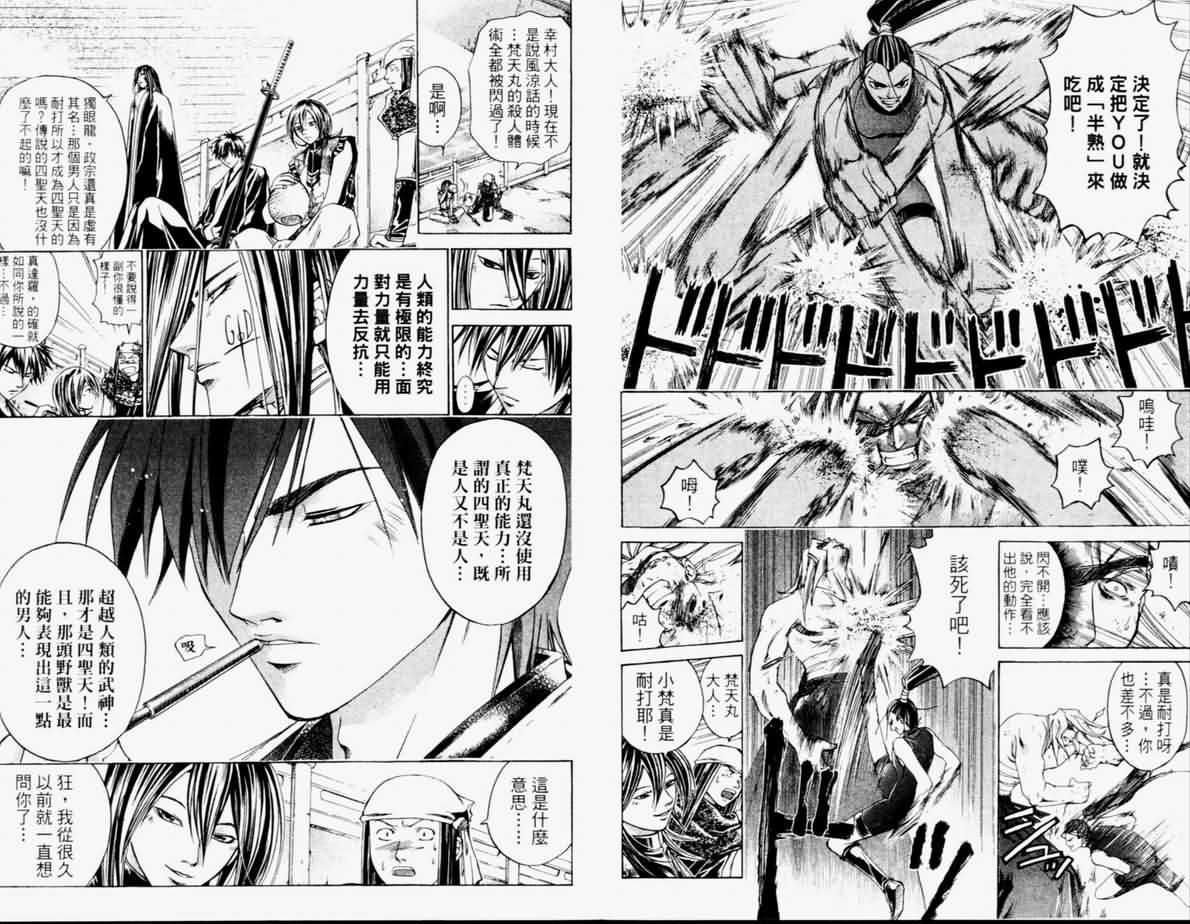 決定了！就決
定把YOU做
成「半熟」來
吃吧！
ドドドドドドドド
嗚哇！
噗！
嗯！
嘖！
閃不開…應該
說，完全看不
出他的動作…
真是耐打呀
…不過，你
也差不多…
ジュッ
該死了吧！
ドゴッ
咕！
梵天丸
大人…
小梵真是
耐打耶！
幸村大人！現在不
是說風涼話的時候
…梵天丸的殺人體
術全都被閃過了！
是啊…
獨眼龍．政宗還真是虛有
其名…那個男人只是因為
耐打所以才成為四聖天的
嗎？傳說的四聖天也沒什
麼了不起的嘛！
……
人類的能力終究
是有極限的…面
對力量就只能用
力量去反抗…
不要說得一
副你很懂的
樣子
真達羅，的確就
如同你所說的一
樣…不過…
梵天丸還沒使用
真正的能力…所
謂的四聖天，既
是人又不是人…
吸
超越人類的武神…
那才是四聖天！而
且，那頭野獸是最
能夠表現出這一點
的男人…
這是什麼
意思……
狂，我從很久
以前就一直想
問你了…